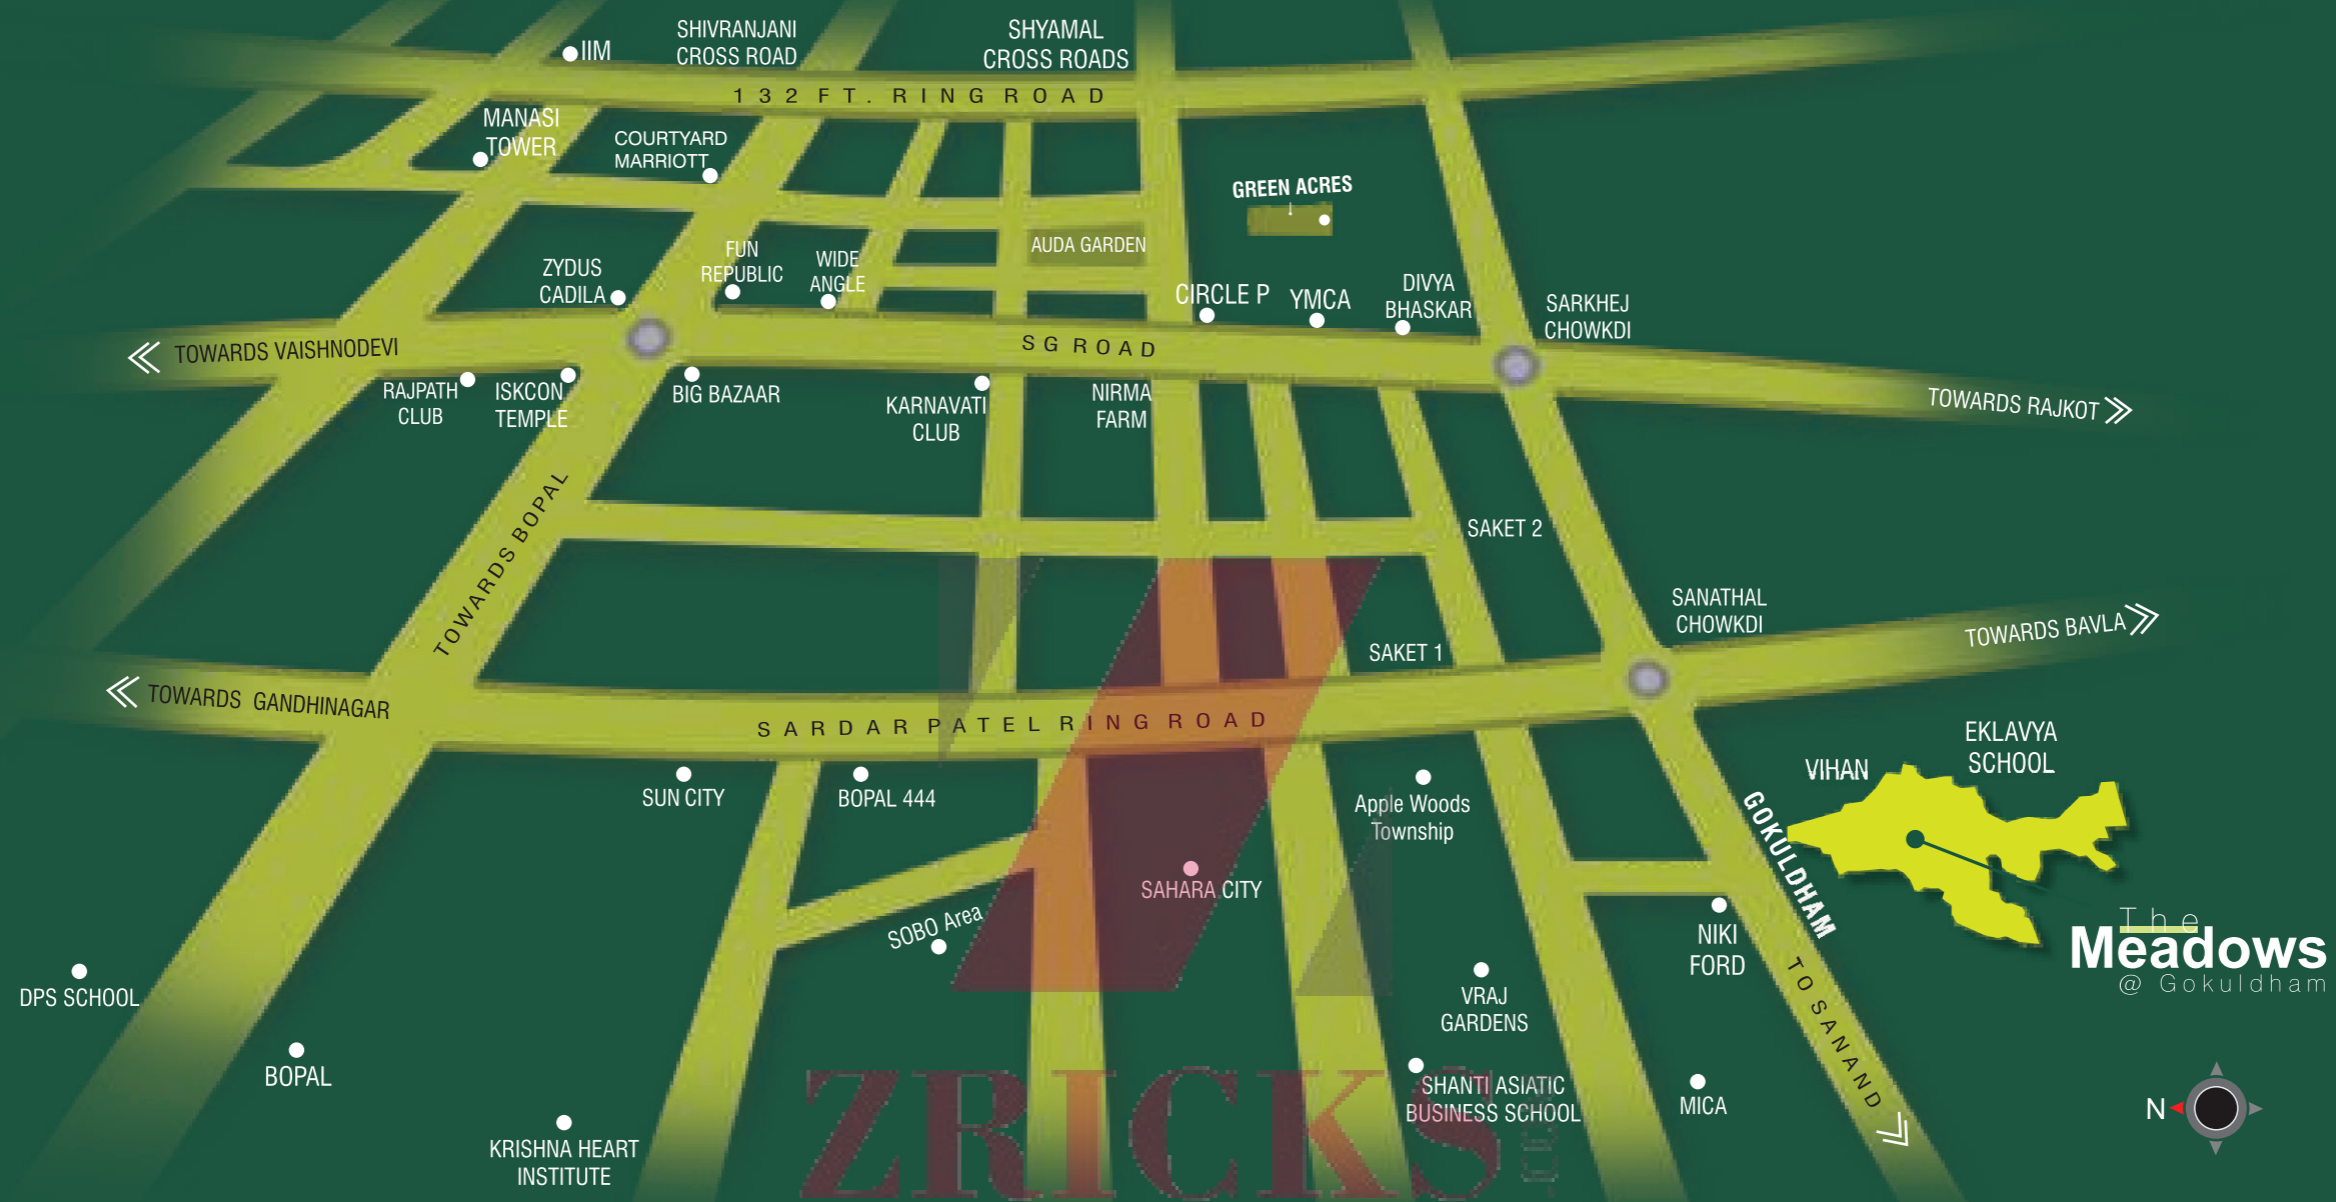 IIM
SHIVRANJANI
CROSS ROAD
SHYAMAL
CROSS ROADS
132 FT. RING ROAD
MANASI
TOWER
COURTYARD
MARRIOTT
GREEN ACRES
AUDA GARDEN
FUN
REPUBLIC
WIDE
ANGLE
ZYDUS
CADILA
CIRCLE P
YMCA
DIVYA
BHASKAR
SARKHEJ
CHOWKDI
TOWARDS VAISHNODEVI
SG ROAD
TOWARDS RAJKOT
RAJPATH
CLUB
ISKCON
TEMPLE
BIG BAZAAR
KARNAVATI
CLUB
NIRMA
FARM
TOWARDS BOPAL
SAKET 2
SANATHAL
CHOWKDI
TOWARDS BAVLA
SAKET 1
TOWARDS GANDHINAGAR
SARDAR PATEL RING ROAD
EKLAVYA
SCHOOL
VIHAN
SUN CITY
BOPAL 444
Apple Woods
Township
GOKULDHAM
SAHARA CITY
SOBO Area
NIKI
FORD
The
Meadows
@ Gokuldham
TO SANAND
DPS SCHOOL
VRAJ
GARDENS
BOPAL
SHANTI ASIATIC
BUSINESS SCHOOL
MICA
N
KRISHNA HEART
INSTITUTE
ZRICKS
.com